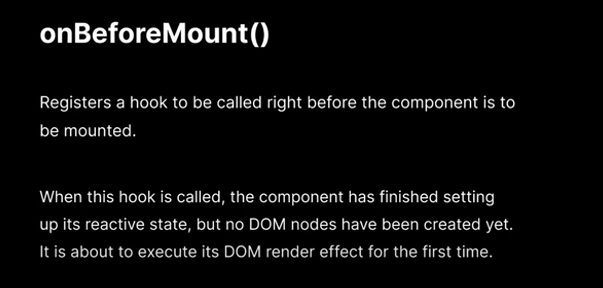 onBeforeMount()
Registers a hook to be called right before the component is to
be mounted.
When this hook is called, the component has finished setting
up its reactive state, but no DOM nodes have been created yet.
It is about to execute its DOM render effect for the first time.